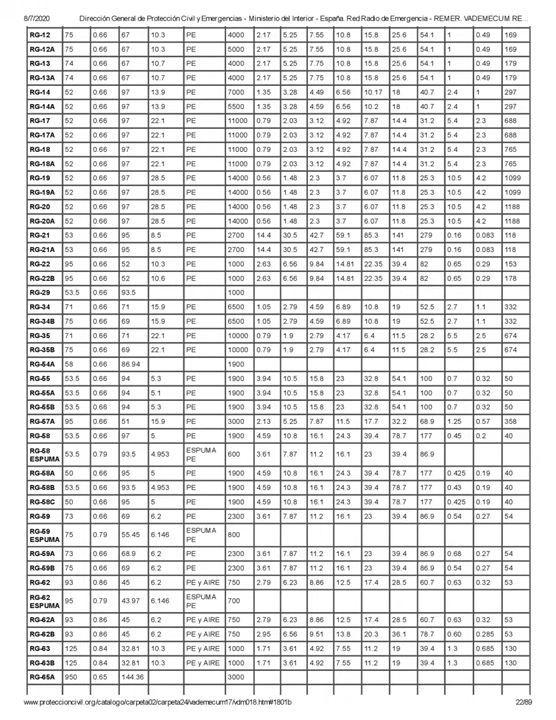 8/7/2020 Dirección General de Protección Civil y Emergencias - Ministerio del Interior - España. Red Radio de Emergencia - REMER. VADEMECUM RE...
RG-12 75 0.66 67 10.3 PE 4000 2.17 5.25 7.55 10.8 15.8 25.6 54.1 1 0.49 169
RG-12A 75 0.66 67 10.3 PE 5000 2.17 5.25 7.55 10.8 15.8 25.6 54.1 1 0.49 169
RG-13 74 0.66 67 10.7 PE 4000 2.17 5.25 7.75 10.8 15.8 25.6 54.1 1 0.49 179
RG-13A 74 0.66 67 10.7 PE 4000 2.17 5.25 7.75 10.8 15.8 25.6 54.1 1 0.49 179
RG-14 52 0.66 97 13.9 PE 7000 1.35 3.28 4.49 6.56 10.17 18 40.7 2.4 1 297
RG-14A 52 0.66 97 13.9 PE 5500 1.35 3.28 4.59 6.56 10.2 18 40.7 2.4 1 297
RG-17 52 0.66 97 22.1 PE 11000 0.79 2.03 3.12 4.92 7.87 14.4 31.2 5.4 2.3 688
RG-17A 52 0.66 97 22.1 PE 11000 0.79 2.03 3.12 4.92 7.87 14.4 31.2 5.4 2.3 688
RG-18 52 0.66 97 22.1 PE 11000 0.79 2.03 3.12 4.92 7.87 14.4 31.2 5.4 2.3 765
RG-18A 52 0.66 97 22.1 PE 11000 0.79 2.03 3.12 4.92 7.87 14.4 31.2 5.4 2.3 765
RG-19 52 0.66 97 28.5 PE 14000 0.56 1.48 2.3 3.7 6.07 11.8 25.3 10.5 4.2 1099
RG-19A 52 0.66 97 28.5 PE 14000 0.56 1.48 2.3 3.7 6.07 11.8 25.3 10.5 4.2 1099
RG-20 52 0.66 97 28.5 PE 14000 0.56 1.48 2.3 3.7 6.07 11.8 25.3 10.5 4.2 1188
RG-20A 52 0.66 97 28.5 PE 14000 0.56 1.48 2.3 3.7 6.07 11.8 25.3 10.5 4.2 1188
RG-21 53 0.66 95 8.5 PE 2700 14.4 30.5 42.7 59.1 85.3 141 279 0.16 0.083 118
RG-21A 53 0.66 95 8.5 PE 2700 14.4 30.5 42.7 59.1 85.3 141 279 0.16 0.083 118
RG-22 95 0.66 52 10.3 PE 1000 2.63 6.56 9.84 14.81 22.35 39.4 82 0.65 0.29 153
RG-22B 95 0.66 52 10.6 PE 1000 2.63 6.56 9.84 14.81 22.35 39.4 82 0.65 0.29 178
RG-29 53.5 0.66 93.5 1000
RG-34 71 0.66 71 15.9 PE 6500 1.05 2.79 4.59 6.89 10.8 19 52.5 2.7 1.1 332
RG-34B 75 0.66 69 15.9 PE 6500 1.05 2.79 4.59 6.89 10.8 19 52.5 2.7 1.1 332
RG-35 71 0.66 71 22.1 PE 10000 0.79 1.9 2.79 4.17 6.4 11.5 28.2 5.5 2.5 674
RG-35B 75 0.66 69 22.1 PE 10000 0.79 1.9 2.79 4.17 6.4 11.5 28.2 5.5 2.5 674
RG-54A 58 0.66 86.94 1900
RG-55 53.5 0.66 94 5.3 PE 1900 3.94 10.5 15.8 23 32.8 54.1 100 0.7 0.32 50
RG-55A 53.5 0.66 94 5.1 PE 1900 3.94 10.5 15.8 23 32.8 54.1 100 0.7 0.32 50
RG-55B 53.5 0.66 94 5.3 PE 1900 3.94 10.5 15.8 23 32.8 54.1 100 0.7 0.32 50
RG-57A 95 0.66 51 15.9 PE 3000 2.13 5.25 7.87 11.5 17.7 32.2 68.9 1.25 0.57 358
RG-58 53.5 0.66 97 5 PE 1900 4.59 10.8 16.1 24.3 39.4 78.7 177 0.45 0.2 40
RG-58 ESPUMA 53.5 0.79 93.5 4.953 ESPUMA PE 600 3.61 7.87 11.2 16.1 23 39.4 86.9
RG-58A 50 0.66 95 5 PE 1900 4.59 10.8 16.1 24.3 39.4 78.7 177 0.425 0.19 40
RG-58B 53.5 0.66 93.5 4.953 PE 1900 4.59 10.8 16.1 24.3 39.4 78.7 177 0.43 0.19 40
RG-58C 50 0.66 95 5 PE 1900 4.59 10.8 16.1 24.3 39.4 78.7 177 0.425 0.19 40
RG-59 73 0.66 69 6.2 PE 2300 3.61 7.87 11.2 16.1 23 39.4 86.9 0.54 0.27 54
RG-59 ESPUMA 75 0.79 55.45 6.146 ESPUMA PE 800
RG-59A 73 0.66 68.9 6.2 PE 2300 3.61 7.87 11.2 16.1 23 39.4 86.9 0.68 0.27 54
RG-59B 75 0.66 69 6.2 PE 2300 3.61 7.87 11.2 16.1 23 39.4 86.9 0.54 0.27 54
RG-62 93 0.86 45 6.2 PE y AIRE 750 2.79 6.23 8.86 12.5 17.4 28.5 60.7 0.63 0.32 53
RG-62 ESPUMA 95 0.79 43.97 6.146 ESPUMA PE 700
RG-62A 93 0.86 45 6.2 PE y AIRE 750 2.79 6.23 8.86 12.5 17.4 28.5 60.7 0.63 0.32 53
RG-62B 93 0.86 45 6.2 PE y AIRE 750 2.95 6.56 9.51 13.8 20.3 36.1 78.7 0.60 0.285 53
RG-63 125 0.84 32.81 10.3 PE y AIRE 1000 1.71 3.61 4.92 7.55 11.2 19 39.4 1.3 0.685 130
RG-63B 125 0.84 32.81 10.3 PE y AIRE 1000 1.71 3.61 4.92 7.55 11.2 19 39.4 1.3 0.685 130
RG-65A 950 0.65 144.36 3000
www.proteccioncivil.org/catalogo/carpeta02/carpeta24/vademecum17/vdm018.htm#1801b 22/89